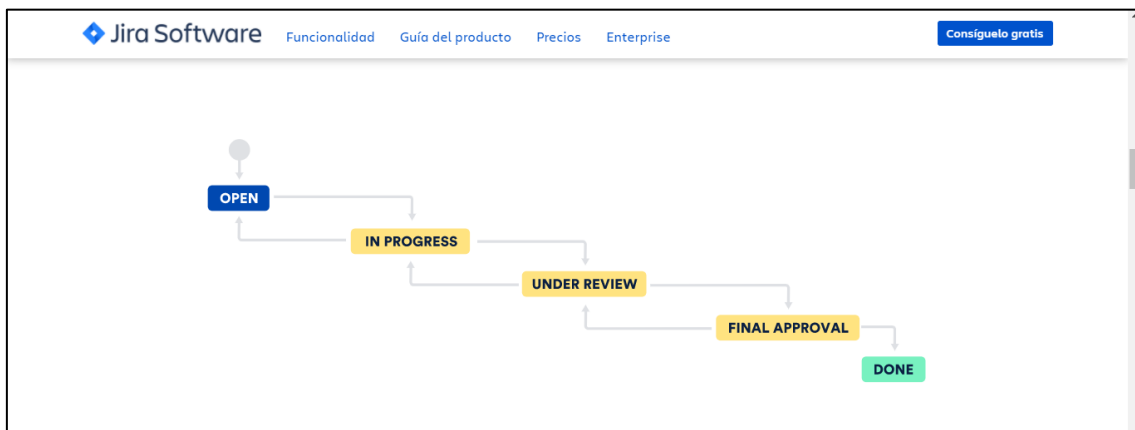 Jira Software Funcionalidad Guía del producto Precios Enterprise Consíguelo gratis
OPEN
IN PROGRESS
UNDER REVIEW
FINAL APPROVAL
DONE